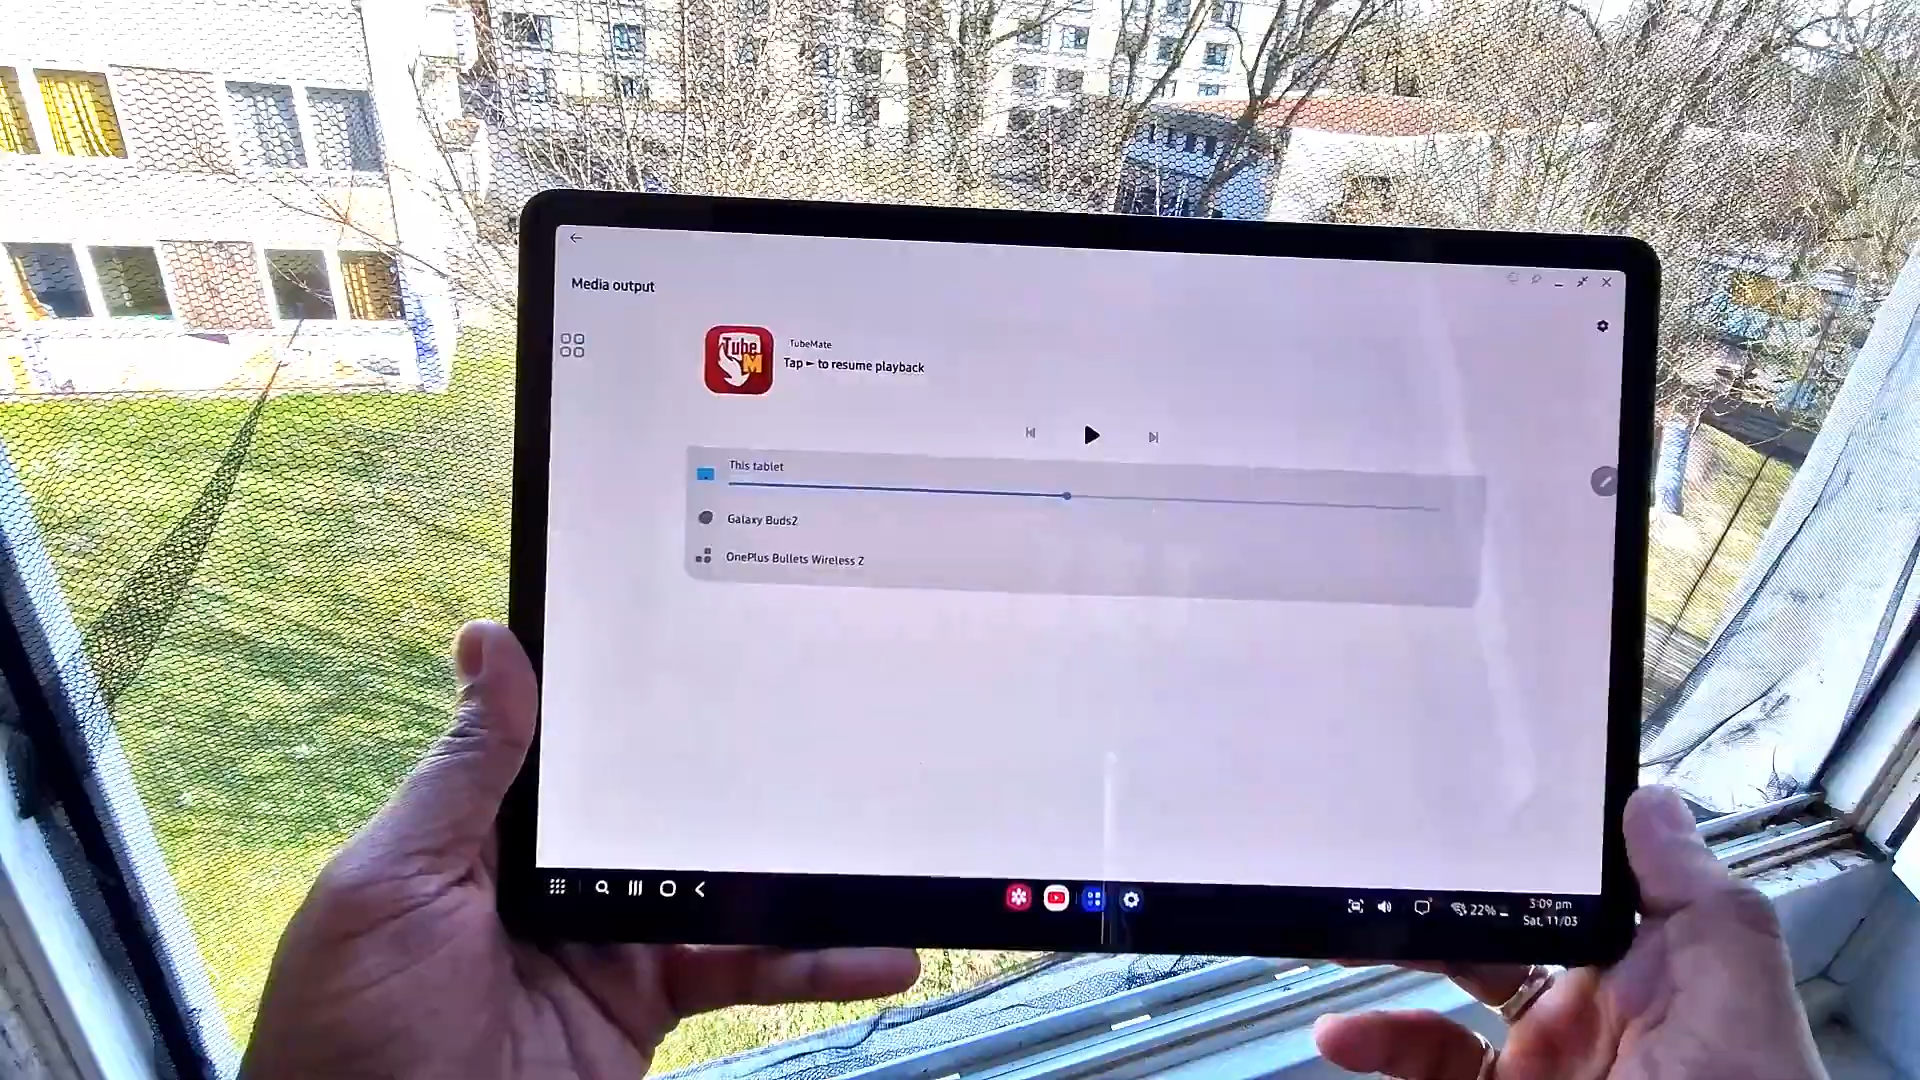 Media output
Tube
M
TubeMate
Tap ► to resume playback
This tablet
Galaxy Buds2
OnePlus Bullets Wireless Z
22%
3:09 pm
Sat, 11/03